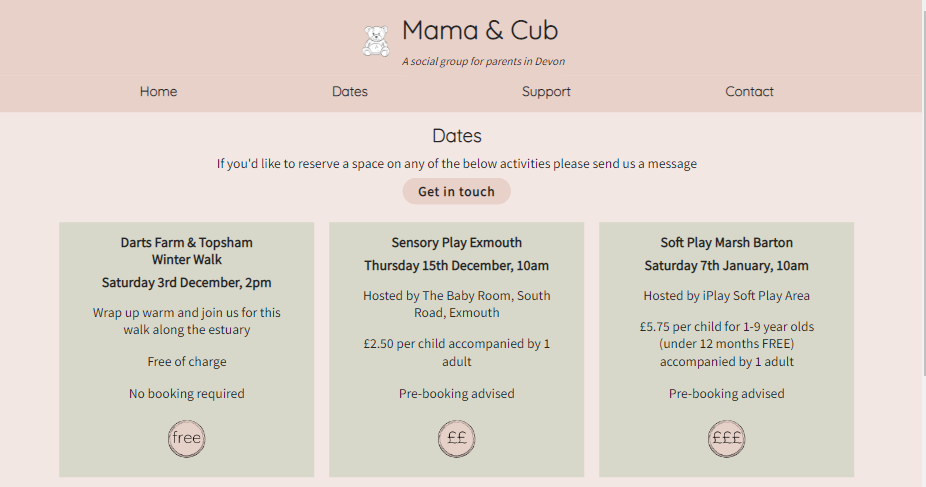 Mama & Cub
A social group for parents in Devon
Home
Dates
Support
Contact
Dates
If you'd like to reserve a space on any of the below activities please send us a message
Get in touch
Darts Farm & Topsham
Winter Walk
Saturday 3rd December, 2pm
Wrap up warm and join us for this
walk along the estuary
Free of charge
No booking required
free
Sensory Play Exmouth
Thursday 15th December, 10am
Hosted by The Baby Room, South
Road, Exmouth
£2.50 per child accompanied by 1
adult
Pre-booking advised
££
Soft Play Marsh Barton
Saturday 7th January, 10am
Hosted by iPlay Soft Play Area
£5.75 per child for 1-9 year olds
(under 12 months FREE)
accompanied by 1 adult
Pre-booking advised
£££